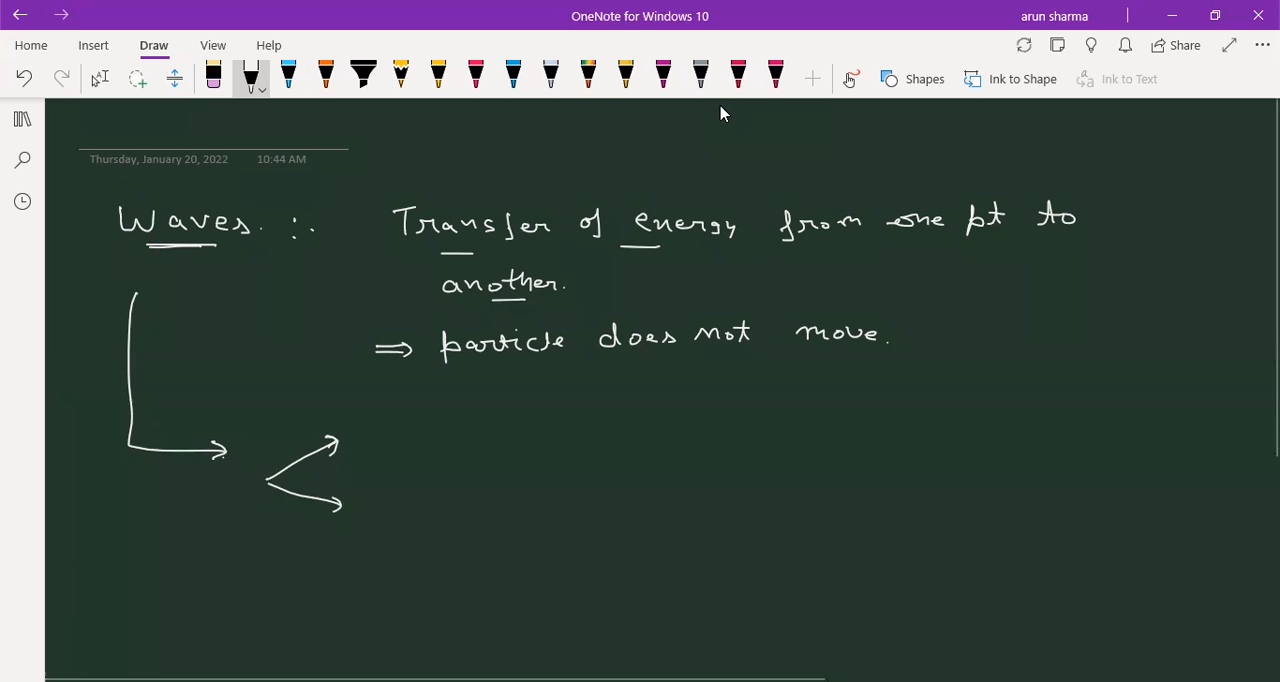 OneNote for Windows 10
arun sharma
Home Insert Draw View Help
Share
Shapes
Ink to Shape
Ink to Text
Thursday, January 20, 2022 10:44 AM
Waves :. Transfer of energy from one pt to
another.
⇒ particle does not move.